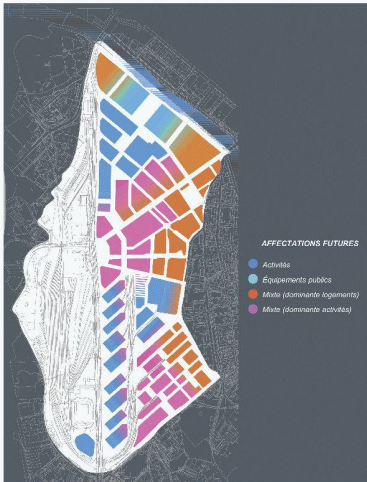 AFFECTATIONS FUTURES
Activités
Équipements publics
Mixte (dominante logements)
Mixte (dominante activités)